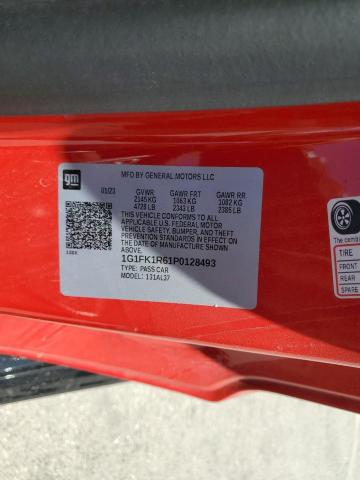 gm
MFD BY GENERAL MOTORS LLC
01/23 GVWR GAWR FRT GAWR RR
2145 KG 1063 KG 1082 KG
4728 LB 2343 LB 2385 LB
THIS VEHICLE CONFORMS TO ALL
APPLICABLE U.S. FEDERAL MOTOR
VEHICLE SAFETY, BUMPER, AND THEFT
PREVENTION STANDARDS IN EFFECT ON
THE DATE OF MANUFACTURE SHOWN
ABOVE.
1G1FK1R61P0128493
TYPE: PASS CAR
MODEL: 131AL37
The combi
TIRE
FRONT
REAR
SPARE